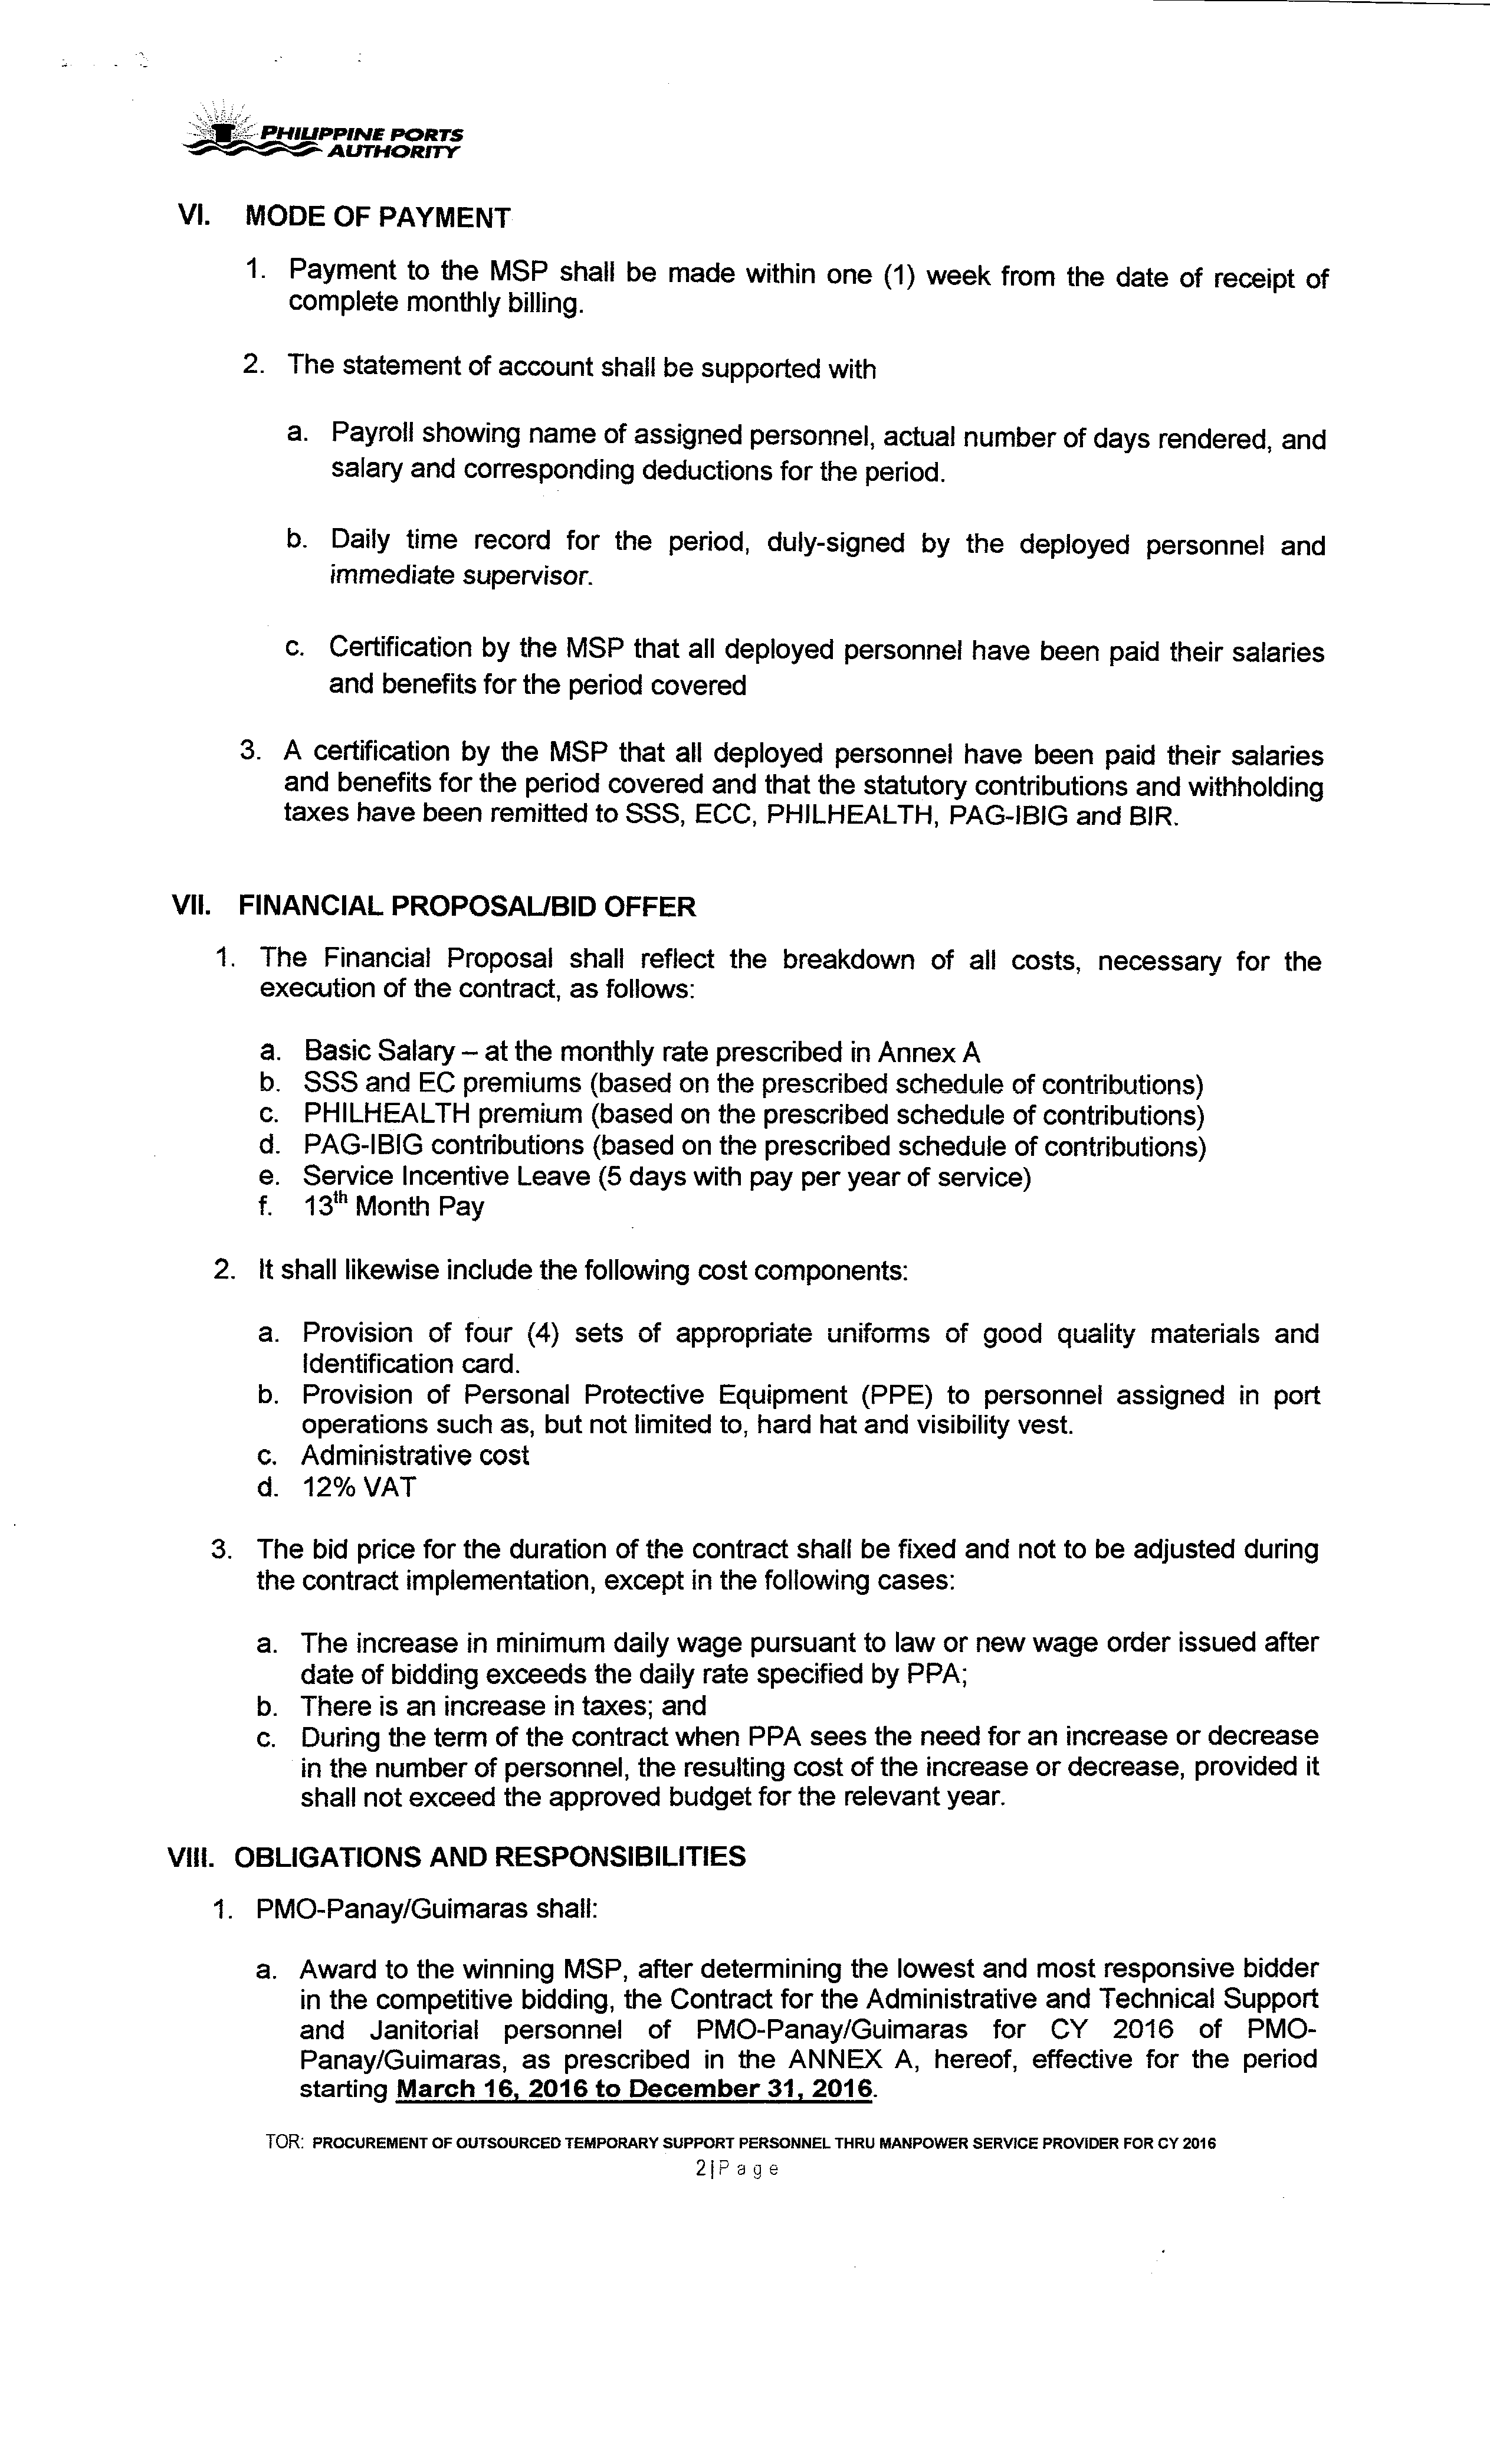 PHILIPPINE PORTS
AUTHORITY
VI. MODE OF PAYMENT
1. Payment to the MSP shall be made within one (1) week from the date of receipt of
complete monthly billing.
2. The statement of account shall be supported with
a. Payroll showing name of assigned personnel, actual number of days rendered, and
salary and corresponding deductions for the period.
b. Daily time record for the period, duly-signed by the deployed personnel and
immediate supervisor.
c. Certification by the MSP that all deployed personnel have been paid their salaries
and benefits for the period covered
3. A certification by the MSP that all deployed personnel have been paid their salaries
and benefits for the period covered and that the statutory contributions and withholding
taxes have been remitted to SSS, ECC, PHILHEALTH, PAG-IBIG and BIR.
VII. FINANCIAL PROPOSAL/BID OFFER
1. The Financial Proposal shall reflect the breakdown of all costs, necessary for the
execution of the contract, as follows:
a. Basic Salary – at the monthly rate prescribed in Annex A
b. SSS and EC premiums (based on the prescribed schedule of contributions)
c. PHILHEALTH premium (based on the prescribed schedule of contributions)
d. PAG-IBIG contributions (based on the prescribed schedule of contributions)
e. Service Incentive Leave (5 days with pay per year of service)
f. 13th Month Pay
2. It shall likewise include the following cost components:
a. Provision of four (4) sets of appropriate uniforms of good quality materials and
Identification card.
b. Provision of Personal Protective Equipment (PPE) to personnel assigned in port
operations such as, but not limited to, hard hat and visibility vest.
c. Administrative cost
d. 12% VAT
3. The bid price for the duration of the contract shall be fixed and not to be adjusted during
the contract implementation, except in the following cases:
a. The increase in minimum daily wage pursuant to law or new wage order issued after
date of bidding exceeds the daily rate specified by PPA;
b. There is an increase in taxes; and
c. During the term of the contract when PPA sees the need for an increase or decrease
in the number of personnel, the resulting cost of the increase or decrease, provided it
shall not exceed the approved budget for the relevant year.
VIII. OBLIGATIONS AND RESPONSIBILITIES
1. PMO-Panay/Guimaras shall:
a. Award to the winning MSP, after determining the lowest and most responsive bidder
in the competitive bidding, the Contract for the Administrative and Technical Support
and Janitorial personnel of PMO-Panay/Guimaras for CY 2016 of PMO-
Panay/Guimaras, as prescribed in the ANNEX A, hereof, effective for the period
starting March 16, 2016 to December 31, 2016.
TOR: PROCUREMENT OF OUTSOURCED TEMPORARY SUPPORT PERSONNEL THRU MANPOWER SERVICE PROVIDER FOR CY 2016
2|P a g e